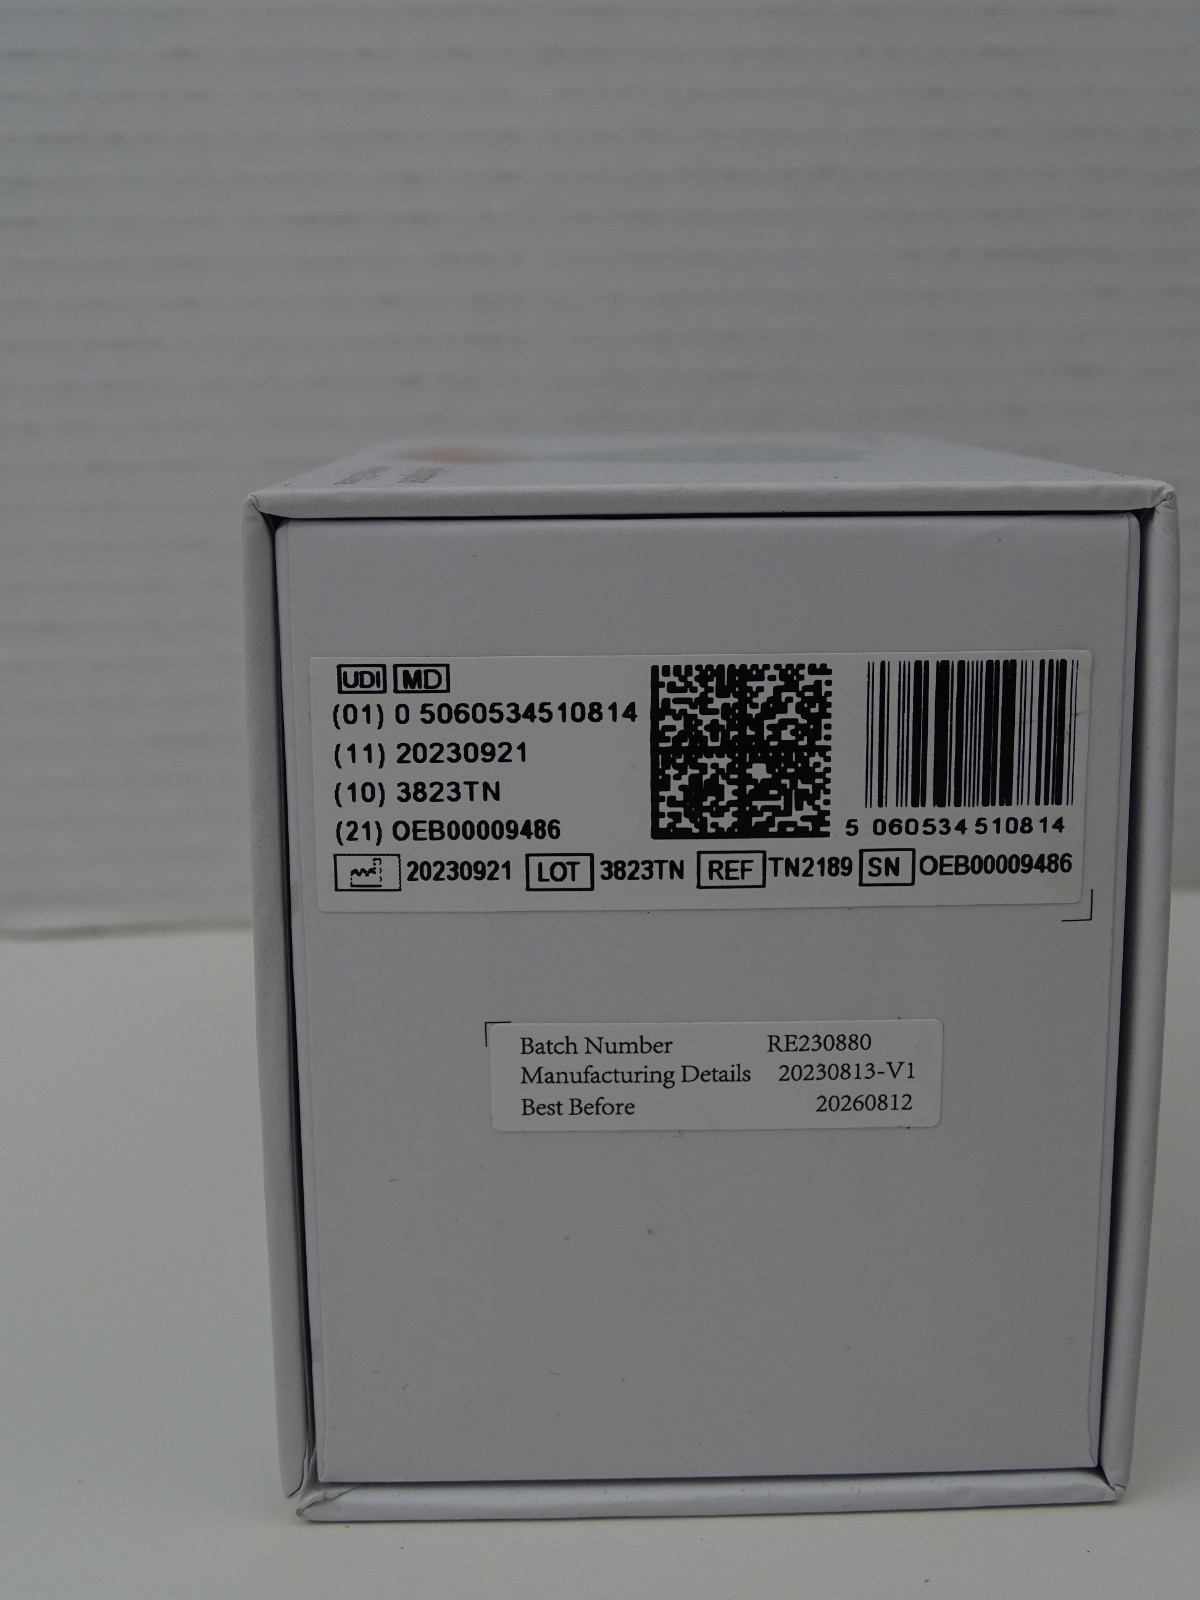 UDI MD
(01) 0 5060534510814
(11) 20230921
(10) 3823TN
(21) OEB00009486
5 060534 510814
20230921 LOT 3823TN REF TN2189 SN OEB00009486
Batch Number RE230880
Manufacturing Details 20230813-V1
Best Before 20260812